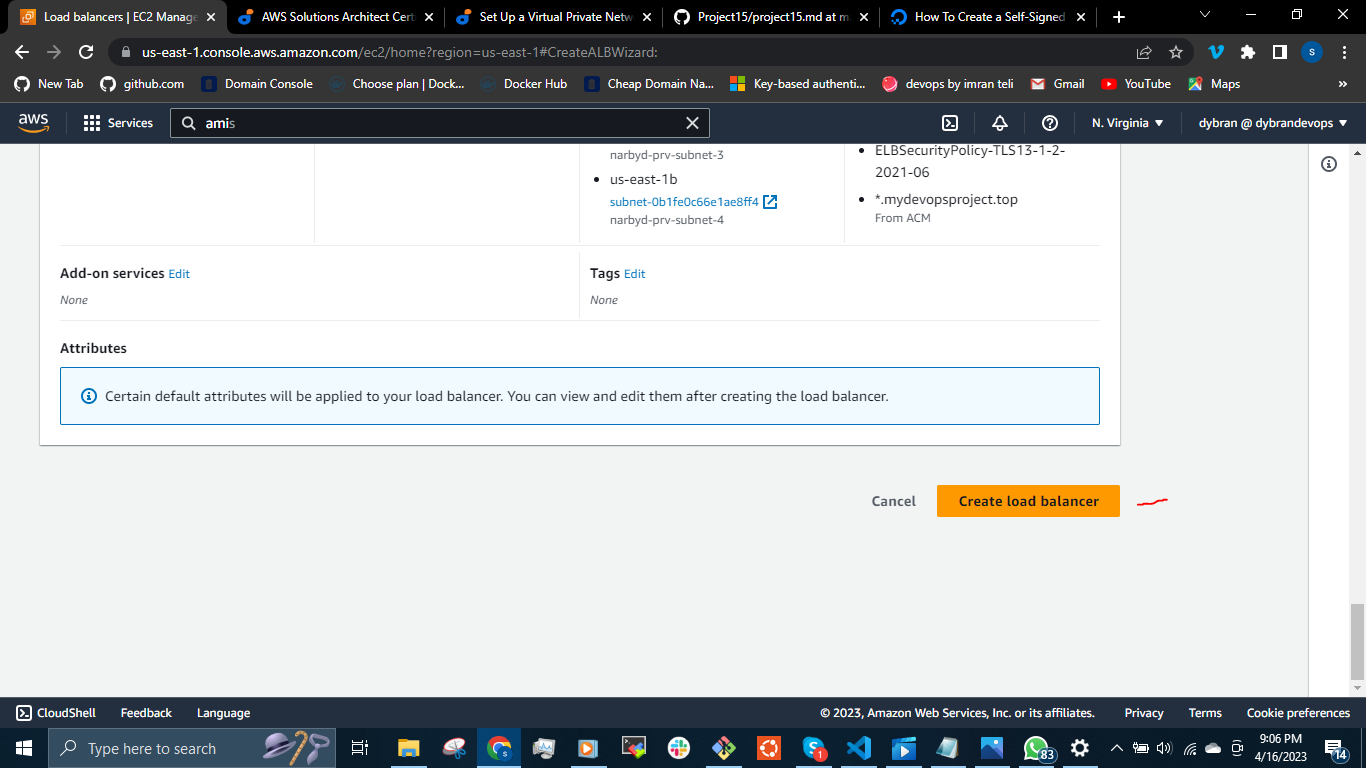 Load balancers | EC2 Manage
AWS Solutions Architect Cert
Set Up a Virtual Private Netw
Project15/project15.md at m
How To Create a Self-Signed
us-east-1.console.aws.amazon.com/ec2/home?region=us-east-1#CreateALBWizard:
S
New Tab
github.com
Domain Console
Choose plan | Dock...
Docker Hub
Cheap Domain Na...
Key-based authenti...
devops by imran teli
Gmail
YouTube
Maps
»
aws
Services
amis
N. Virginia
dybran @ dybrandevops
narbyd-prv-subnet-3
• us-east-1b
subnet-0b1fe0c66e1ae8ff4
narbyd-prv-subnet-4
• ELBSecurityPolicy-TLS13-1-2-
2021-06
• *.mydevopsproject.top
From ACM
Add-on services Edit
None
Tags Edit
None
Attributes
Certain default attributes will be applied to your load balancer. You can view and edit them after creating the load balancer.
Cancel
Create load balancer
CloudShell
Feedback
Language
© 2023, Amazon Web Services, Inc. or its affiliates.
Privacy
Terms
Cookie preferences
Type here to search
1
83
9:06 PM
4/16/2023
14